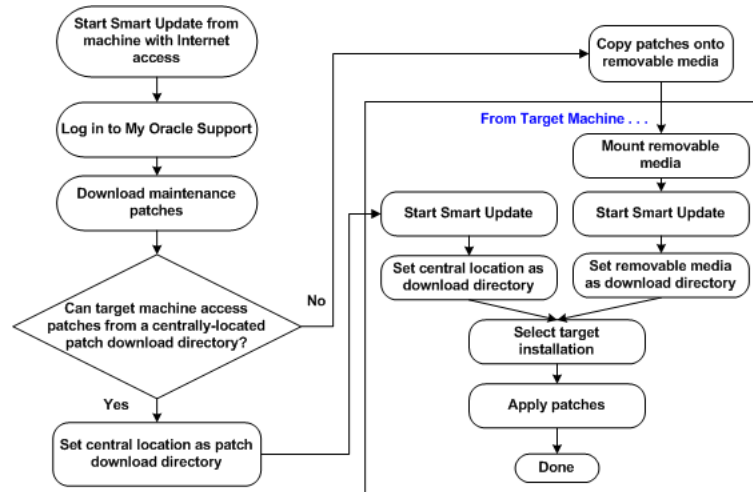 Start Smart Update from
machine with Internet
access
Log in to My Oracle Support
Download maintenance
patches
Can target machine access
patches from a centrally-located
patch download directory?
No
Yes
Set central location as patch
download directory
Copy patches onto
removable media
From Target Machine . . .
Mount removable
media
Start Smart Update
Start Smart Update
Set central location as
download directory
Set removable media
as download directory
Select target
installation
Apply patches
Done